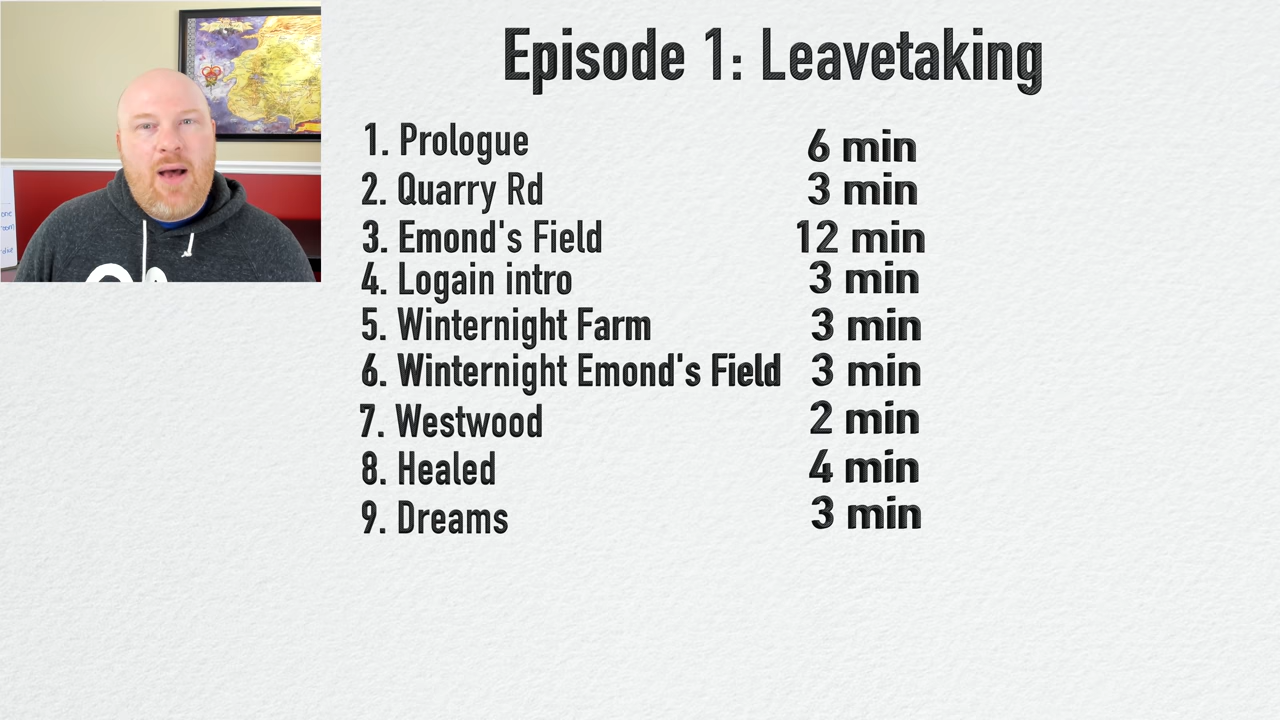 Episode 1: Leavetaking
1. Prologue 6 min
2. Quarry Rd 3 min
3. Emond's Field 12 min
4. Logain intro 3 min
5. Winternight Farm 3 min
6. Winternight Emond's Field 3 min
7. Westwood 2 min
8. Healed 4 min
9. Dreams 3 min